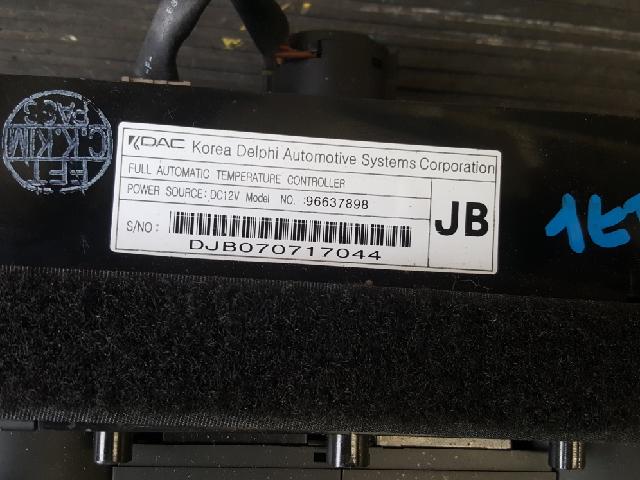 KDAC Korea Delphi Automotive Systems Corporation
FULL AUTOMATIC TEMPERATURE CONTROLLER
POWER SOURCE: DC12V Model NO. :96637898
JB
S/NO :
DJB070717044
C.K.KIM